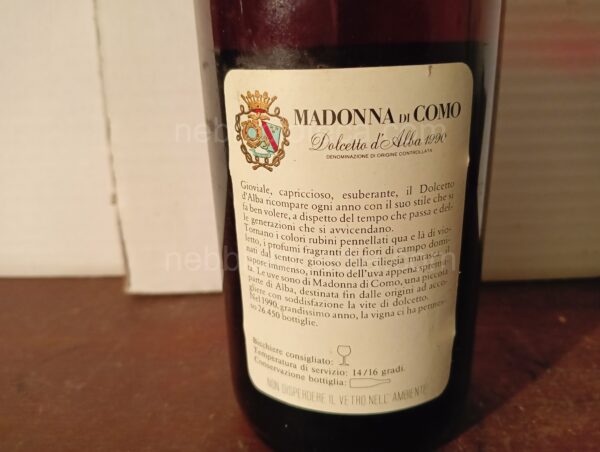 MADONNA DI COMO
Dolcetto d'Alba 1990
DENOMINAZIONE DI ORIGINE CONTROLLATA
Gioviale, capriccioso, esuberante, il Dolcetto
d'Alba ricompare ogni anno con il suo stile che si
fa ben volere, a dispetto del tempo che passa e del-
le generazioni che si avvicendano.
Tornano i colori rubini pennellati qua e là di vio-
letto, i profumi fragranti dei fiori di campo domi-
nati dal sentore gioioso della ciliegia marasca, il
sapore immenso, infinito dell'uva appena spremu-
ta. Le uve sono di Madonna di Como, una piccola
parte di Alba, destinata fin dalle origini ad acco-
gliere con soddisfazione la vite di dolcetto.
Nel 1990, grandissimo anno, la vigna ci ha permes-
so 26.450 bottiglie.
Bicchiere consigliato:
Temperatura di servizio: 14/16 gradi.
Conservazione bottiglia:
NON DISPERDERE IL VETRO NELL'AMBIENTE